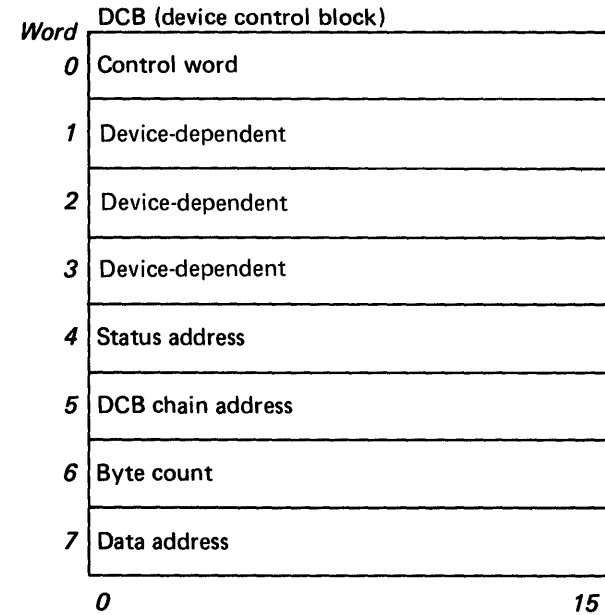 DCB (device control block)
Word
0 Control word
1 Device-dependent
2 Device-dependent
3 Device-dependent
4 Status address
5 DCB chain address
6 Byte count
7 Data address
0 15